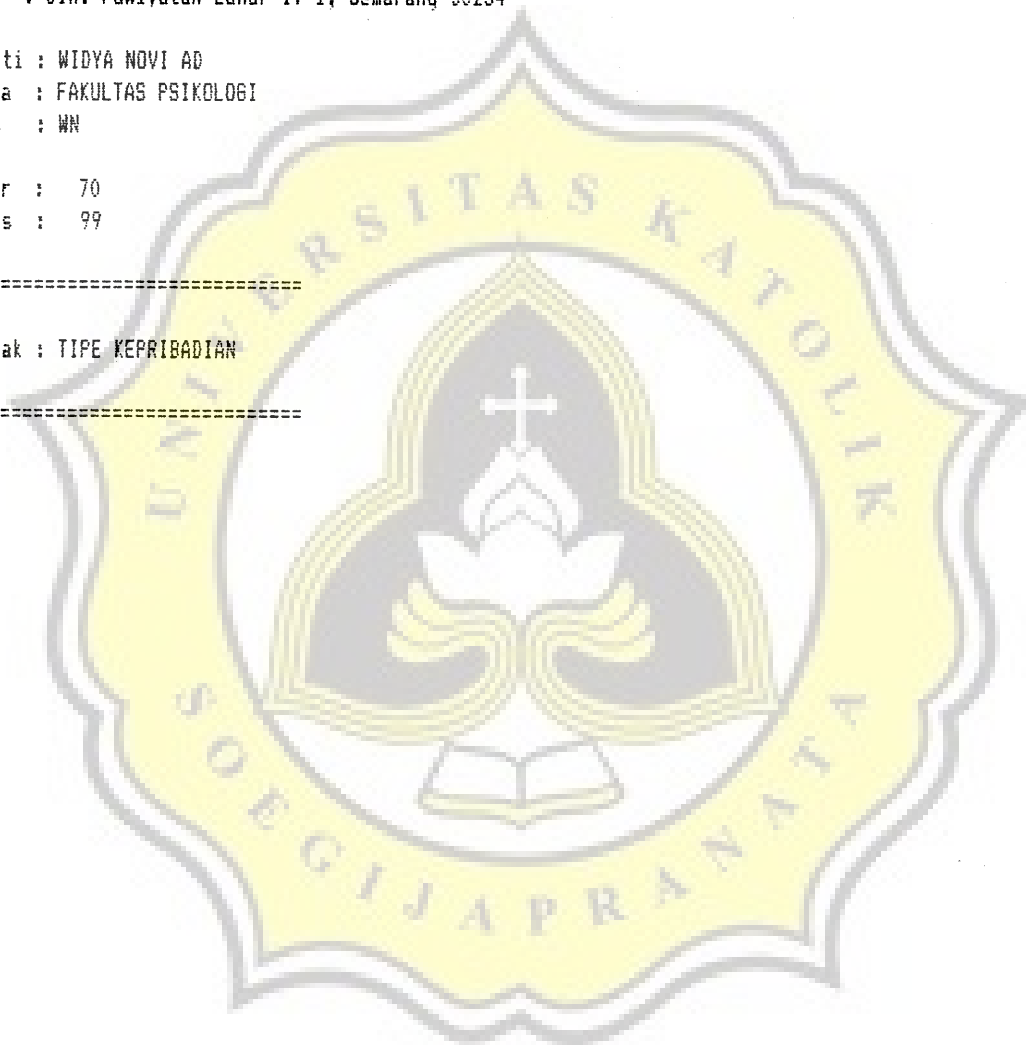 : Jln. Pawiyatan Luhur IV 1, Semarang 50234
ti : WIDYA NOVI AD
a : FAKULTAS PSIKOLOGI
: WN
r : 70
s : 99
===========================
ak : TIPE KEPRIBADIAN
===========================
UNIVERSITAS KATOLIK
SOEGIJAPRANATA